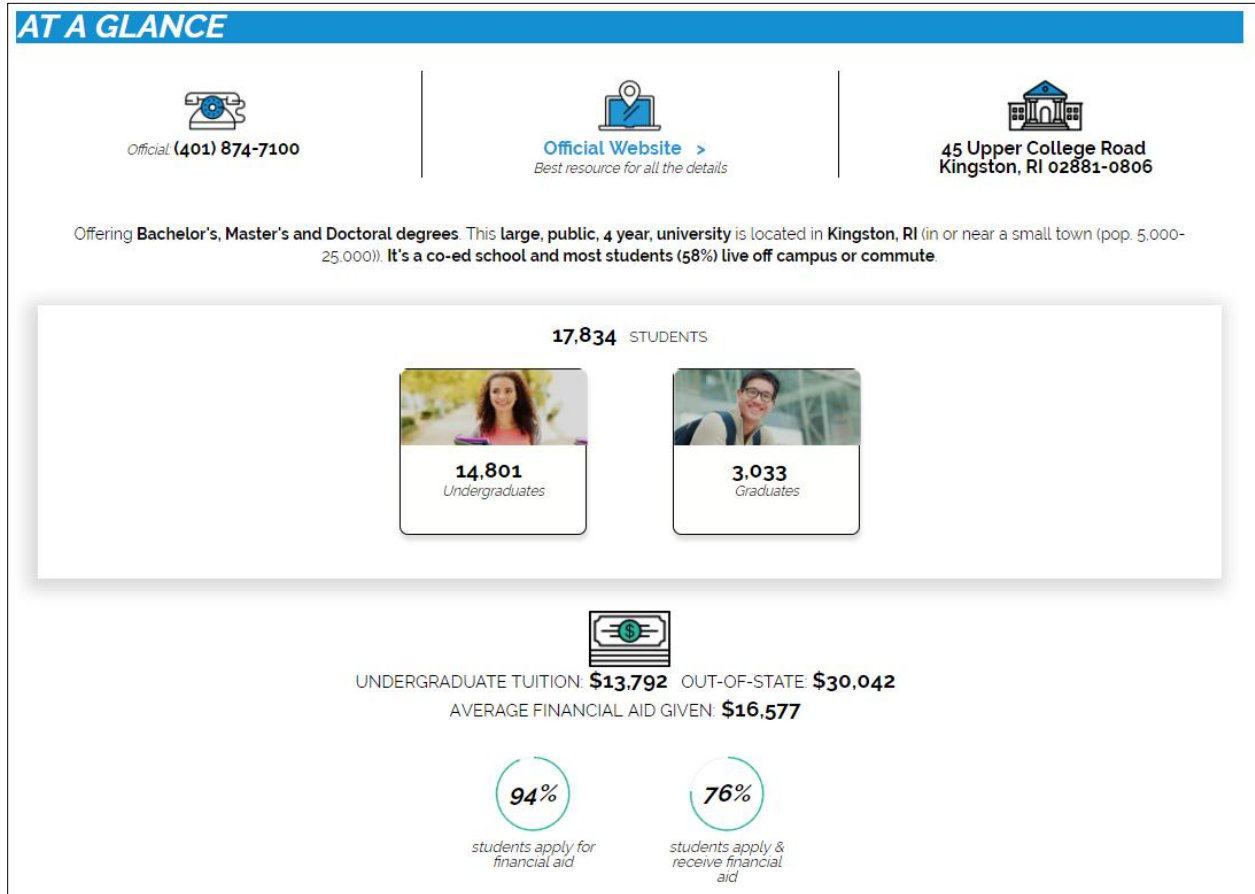 AT A GLANCE
Official: (401) 874-7100
Official Website >
Best resource for all the details
45 Upper College Road
Kingston, RI 02881-0806
Offering Bachelor's, Master's and Doctoral degrees. This large, public, 4 year, university is located in Kingston, RI (in or near a small town (pop. 5,000-
25,000)). It's a co-ed school and most students (58%) live off campus or commute.
17,834 STUDENTS
14,801
Undergraduates
3,033
Graduates
$
UNDERGRADUATE TUITION: $13,792 OUT-OF-STATE: $30,042
AVERAGE FINANCIAL AID GIVEN: $16,577
94%
students apply for
financial aid
76%
students apply &
receive financial
aid